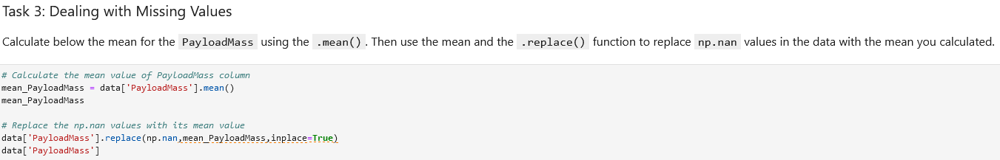 Task 3: Dealing with Missing Values
Calculate below the mean for the PayloadMass using the .mean(). Then use the mean and the .replace() function to replace np.nan values in the data with the mean you calculated.
# Calculate the mean value of PayloadMass column
mean_PayloadMass = data['PayloadMass'].mean()
mean_PayloadMass
# Replace the np.nan values with its mean value
data['PayloadMass'].replace(np.nan,mean_PayloadMass,inplace=True)
data['PayloadMass']